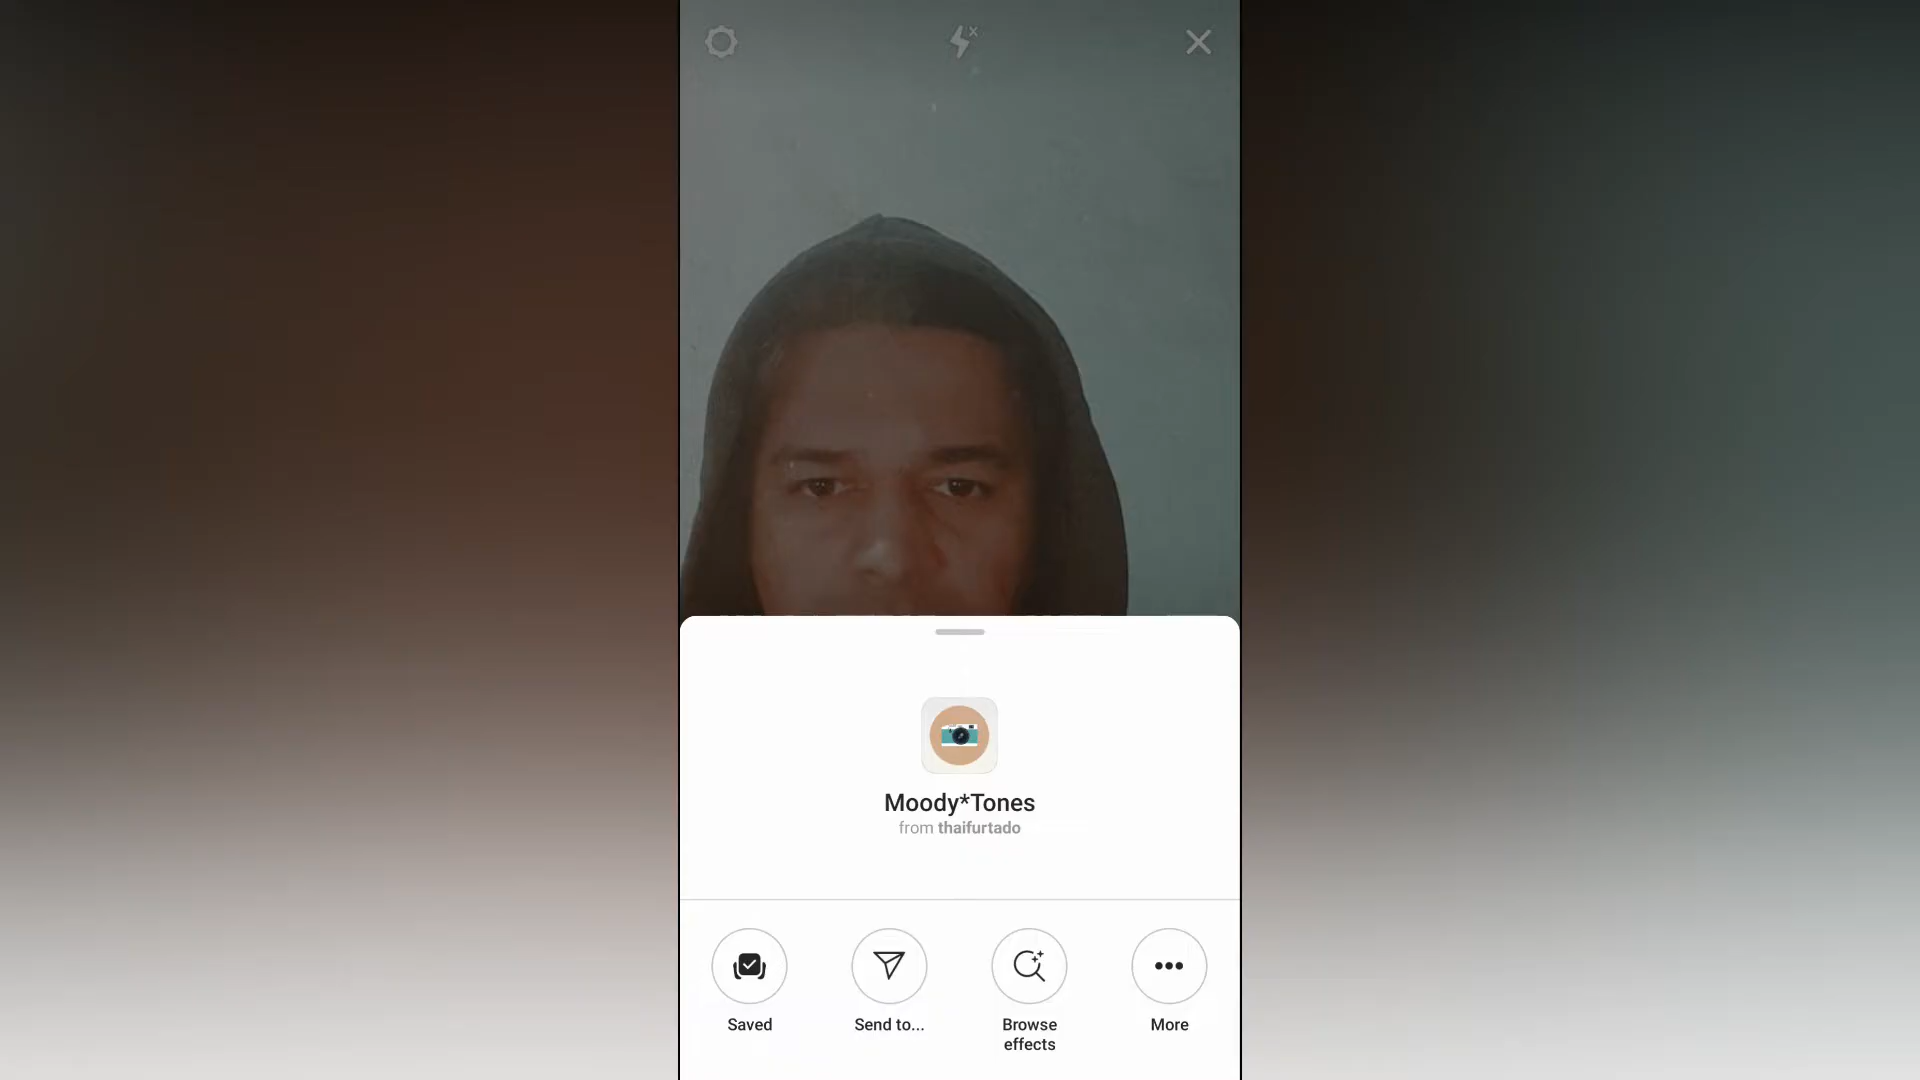 Moody*Tones
from thaifurtado
Saved
Send to...
Browse
effects
More